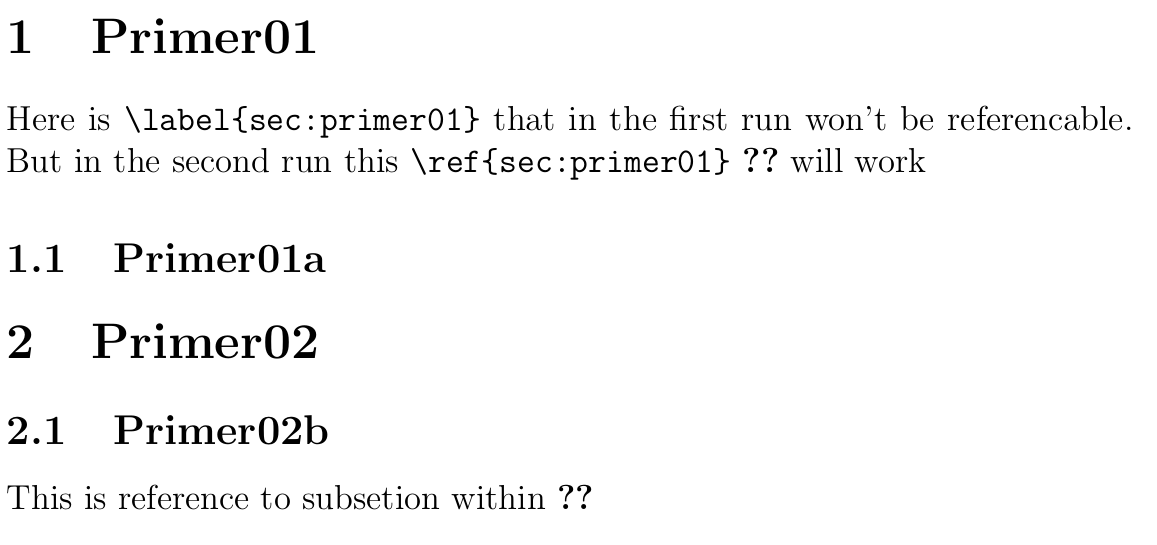 1 Primer01
Here is \label{sec:primer01} that in the first run won't be referencable.
But in the second run this \ref{sec:primer01} ?? will work
1.1 Primer01a
2 Primer02
2.1 Primer02b
This is reference to subsetion within ??